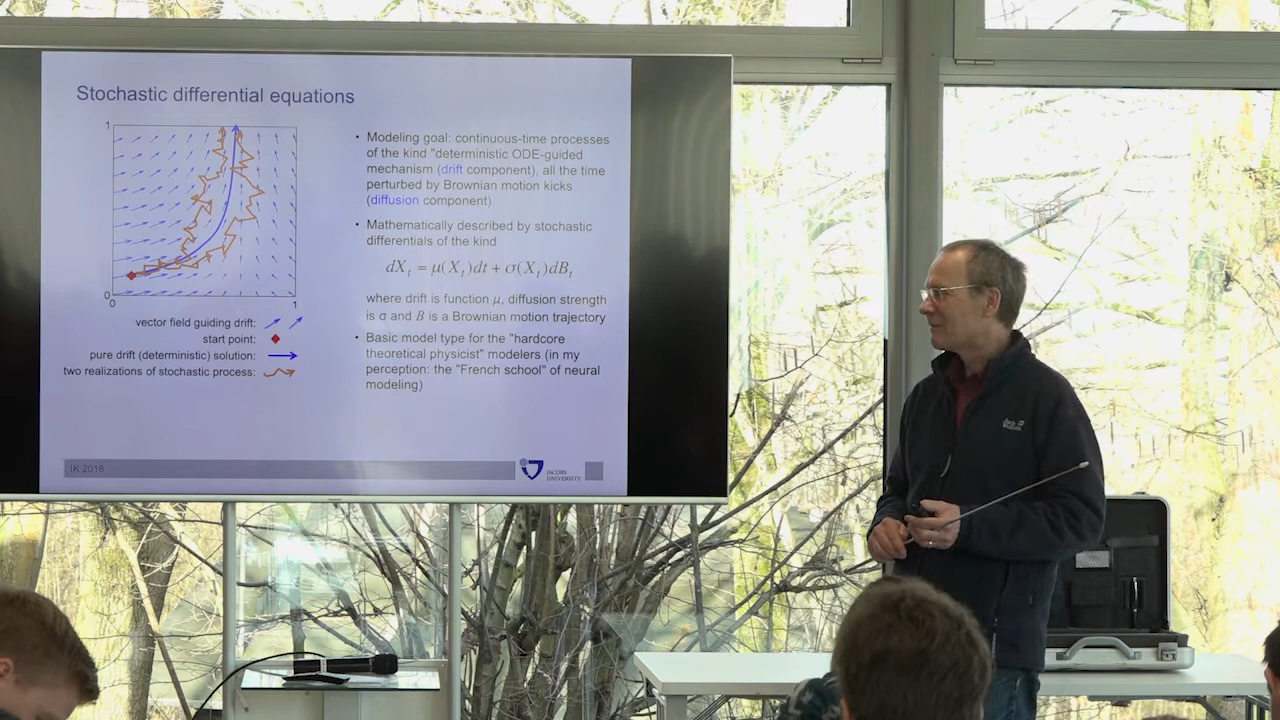 Stochastic differential equations
1
0
0
1
vector field guiding drift:
start point:
pure drift (deterministic) solution:
two realizations of stochastic process:
• Modeling goal: continuous-time processes
of the kind "deterministic ODE-guided
mechanism (drift component), all the time
perturbed by Brownian motion kicks
(diffusion component)
• Mathematically described by stochastic
differentials of the kind
dXₜ = μ(Xₜ)dt + σ(Xₜ)dBₜ
where drift is function μ, diffusion strength
is σ and B is a Brownian motion trajectory
• Basic model type for the "hardcore
theoretical physicist" modelers (in my
perception: the "French school" of neural
modeling)
IK 2018
JACOBS
UNIVERSITY